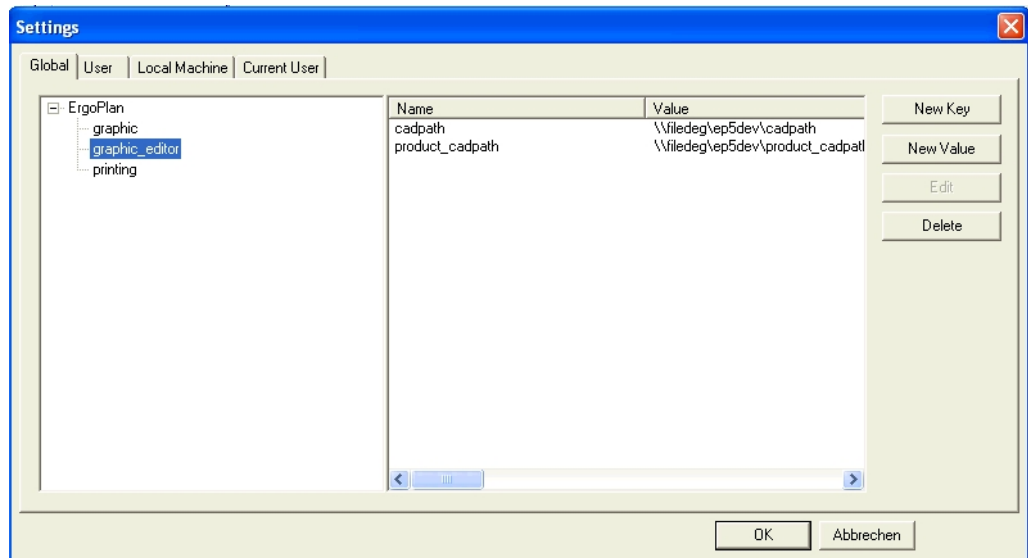 Settings
Global User Local Machine Current User
ErgoPlan
graphic
graphic_editor
printing
Name Value
cadpath \\filedeg\ep5dev\cadpath
product_cadpath \\filedeg\ep5dev\product_cadpatl
New Key
New Value
Edit
Delete
OK Abbrechen